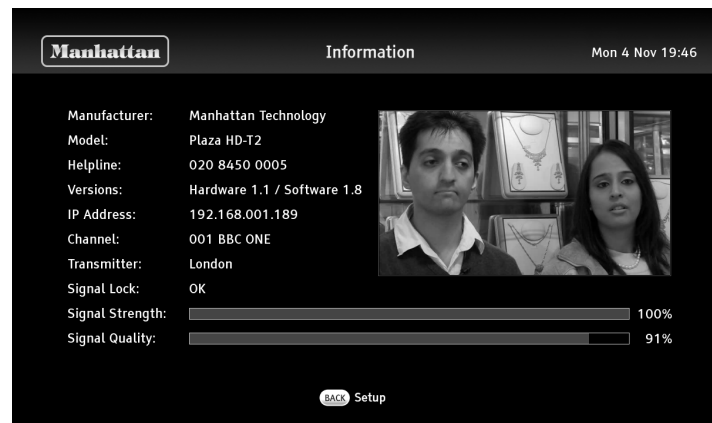 Manhattan
Information
Mon 4 Nov 19:46
Manufacturer: Manhattan Technology
Model: Plaza HD-T2
Helpline: 020 8450 0005
Versions: Hardware 1.1 / Software 1.8
IP Address: 192.168.001.189
Channel: 001 BBC ONE
Transmitter: London
Signal Lock: OK
Signal Strength: 100%
Signal Quality: 91%
BACK Setup